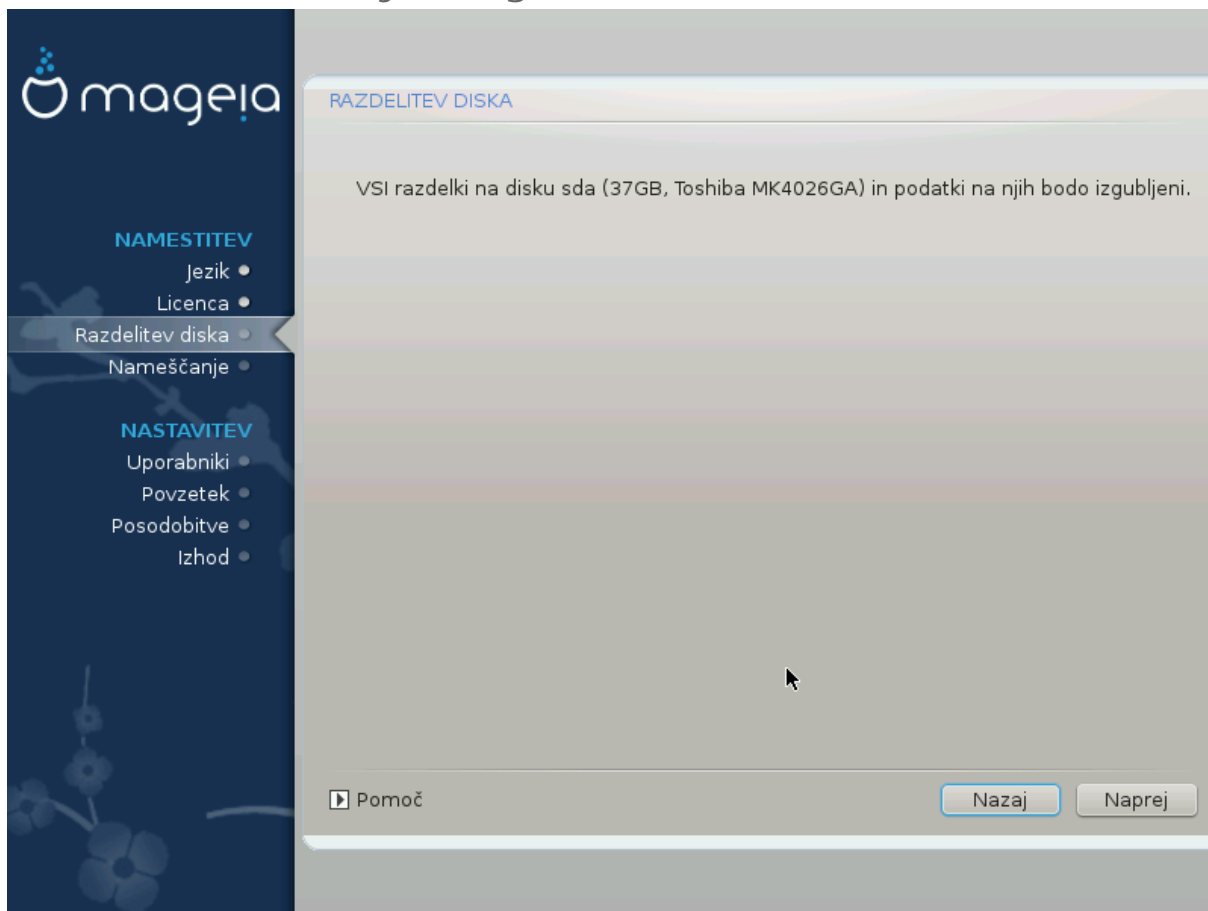 mageia
NAMESTITEV
Jezik
Licenca
Razdelitev diska
Nameščanje
NASTAVITEV
Uporabniki
Povzetek
Posodobitve
Izhod
RAZDELITEV DISKA
VSI razdelki na disku sda (37GB, Toshiba MK4026GA) in podatki na njih bodo izgubljeni.
Pomoč
Nazaj
Naprej